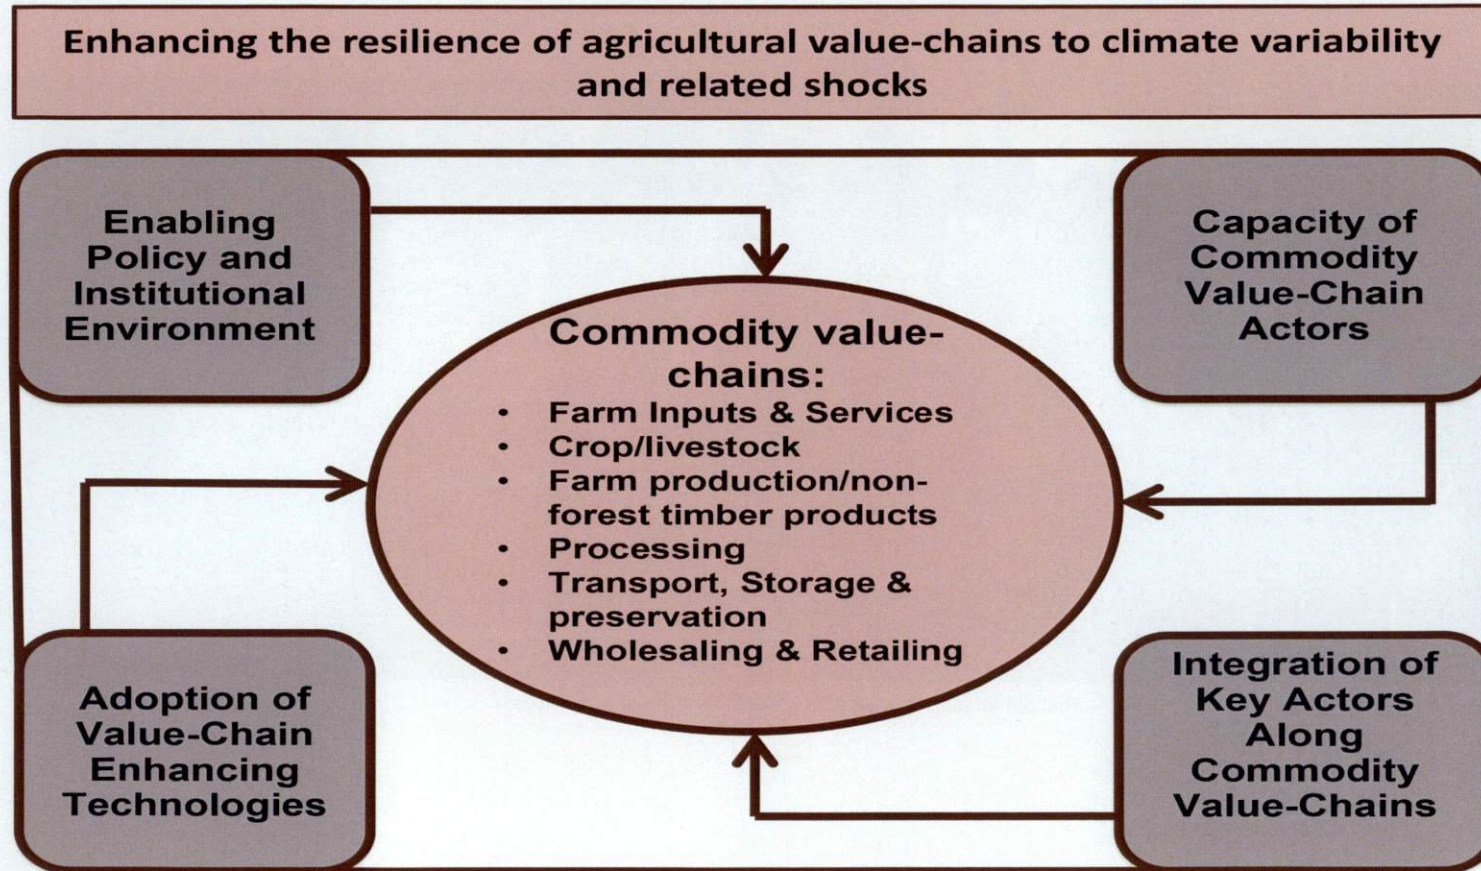 Enhancing the resilience of agricultural value-chains to climate variability
and related shocks
Enabling
Policy and
Institutional
Environment
Capacity of
Commodity
Value-Chain
Actors
Commodity value-
chains:
• Farm Inputs & Services
• Crop/livestock
• Farm production/non-
forest timber products
• Processing
• Transport, Storage &
preservation
• Wholesaling & Retailing
Adoption of
Value-Chain
Enhancing
Technologies
Integration of
Key Actors
Along
Commodity
Value-Chains